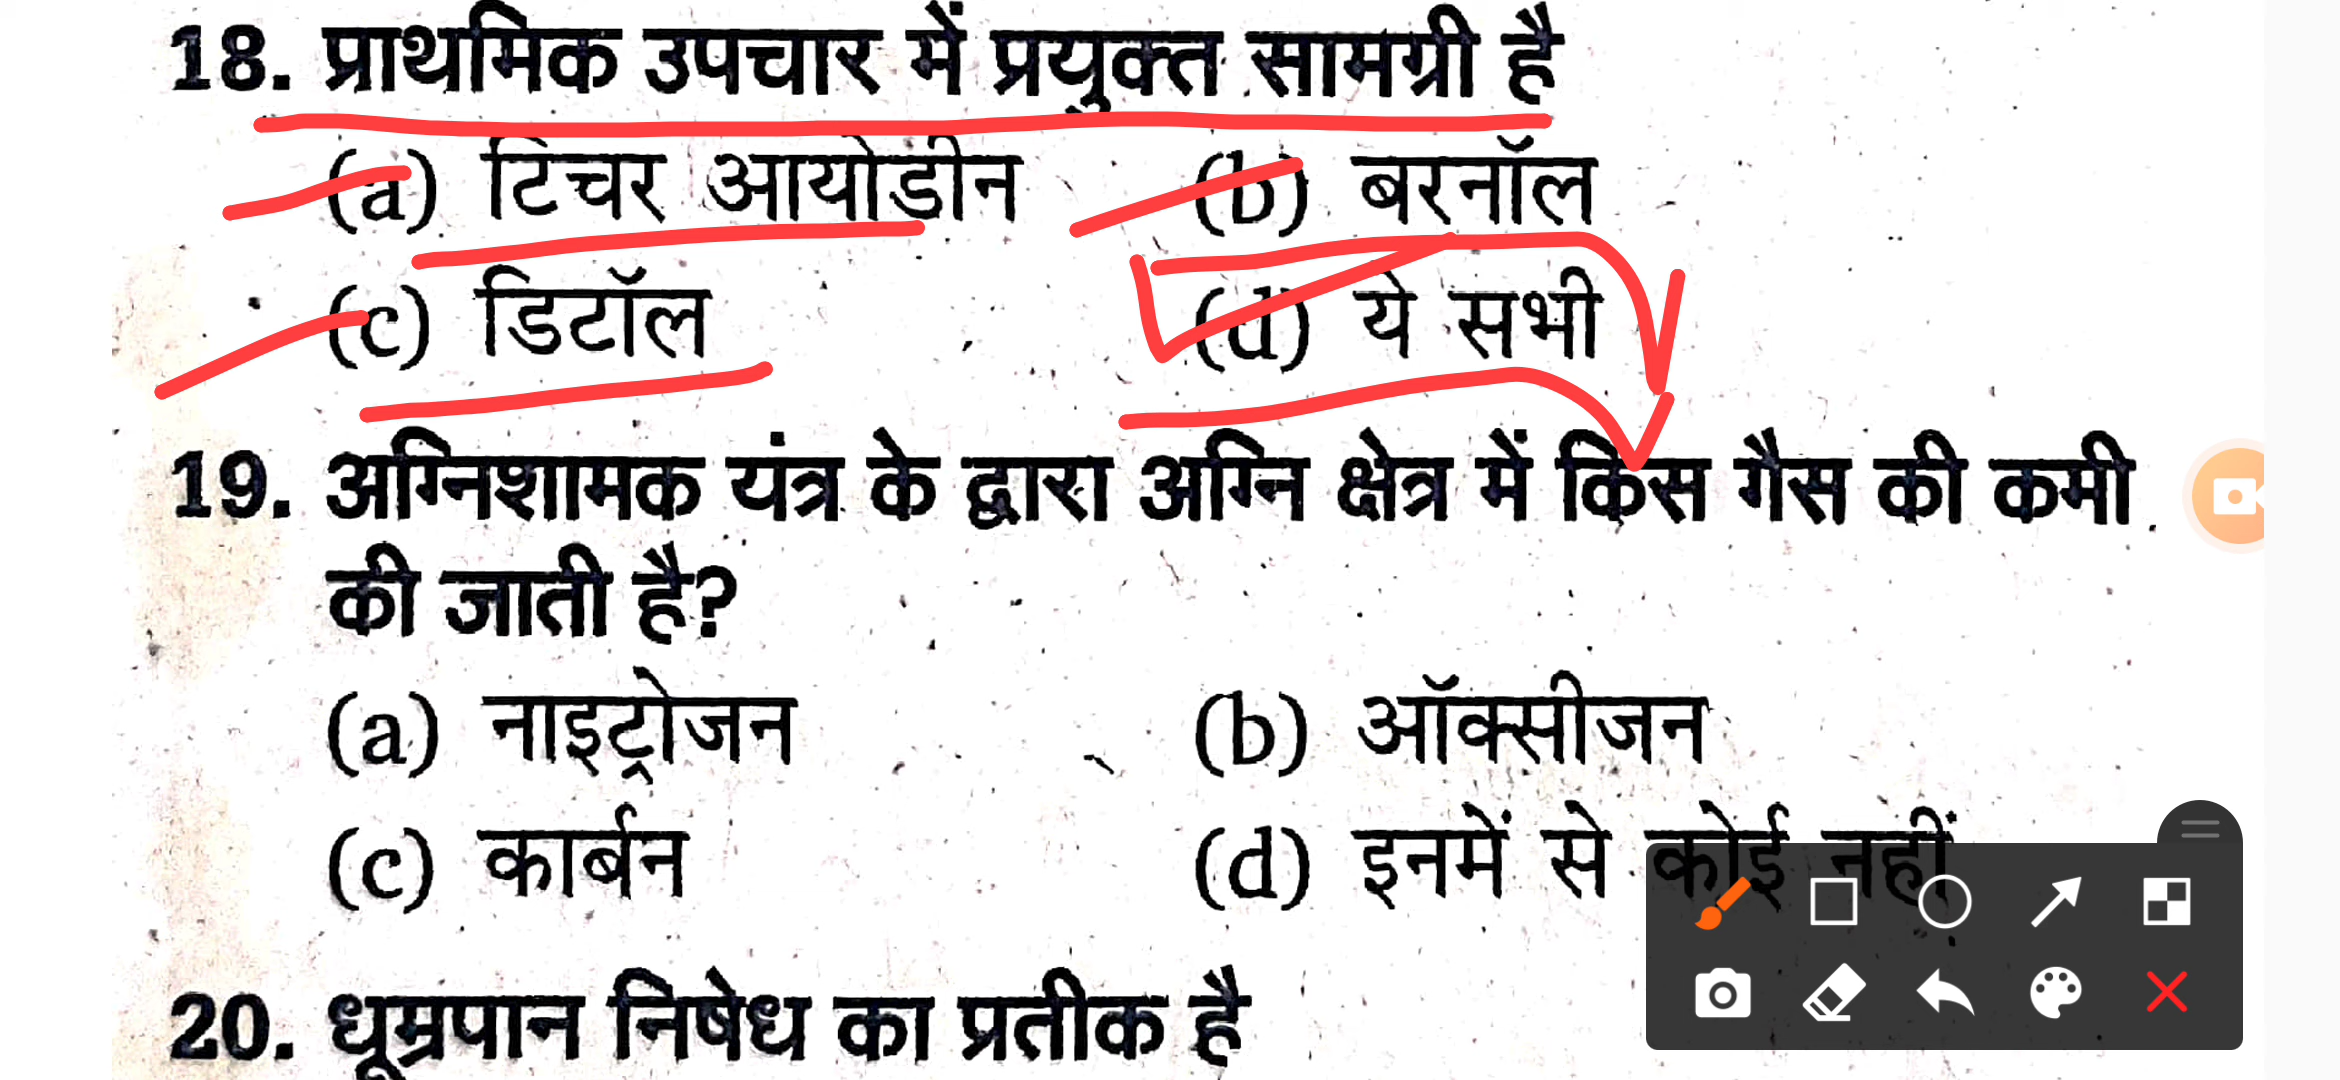 18. प्राथमिक उपचार में प्रयुक्त सामग्री है
(a) टिंचर आयोडीन (b) बरनॉल
(c) डिटॉल (d) ये सभी
19. अग्निशामक यंत्र के द्वारा अग्नि क्षेत्र में किस गैस की कमी
की जाती है?
(a) नाइट्रोजन (b) ऑक्सीजन
(c) कार्बन (d) इनमें से कोई नहीं
20. धूम्रपान निषेध का प्रतीक है